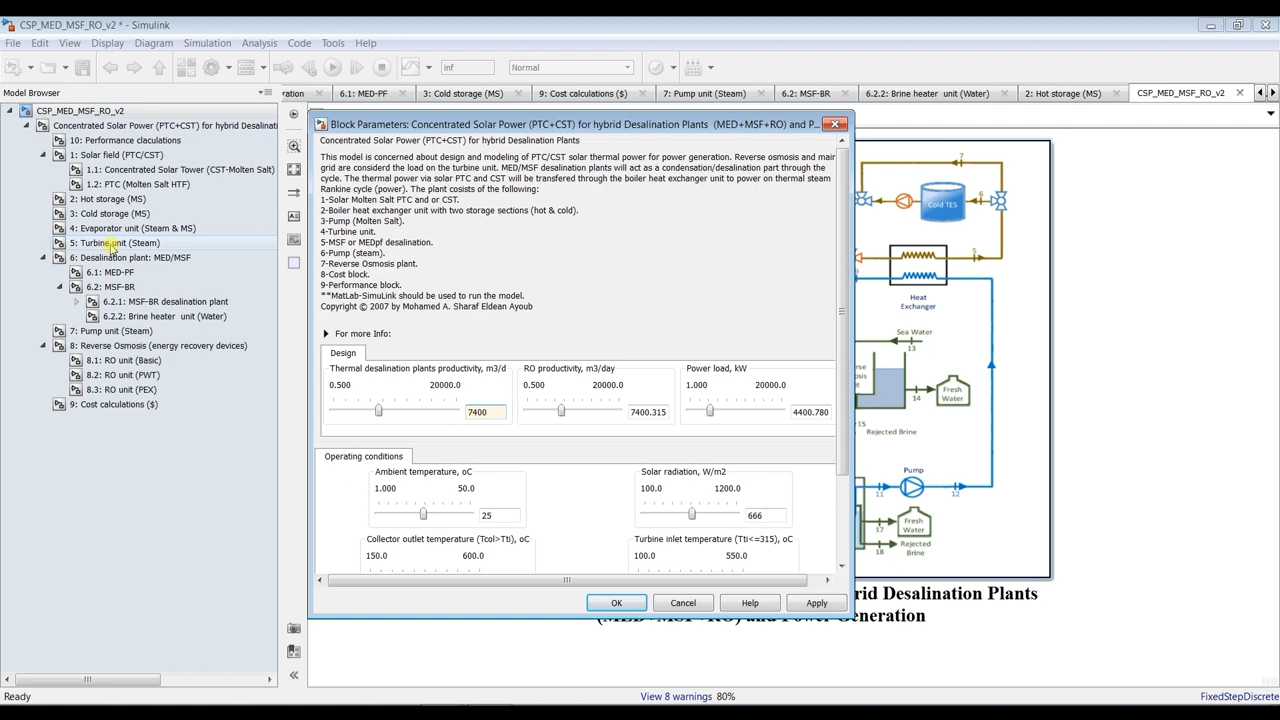 CSP_MED_MSF_RO_v2 * - Simulink
File Edit View Display Diagram Simulation Analysis Code Tools Help
inf Normal
Model Browser
ration 6.1: MED-PF 3: Cold storage (MS) 9: Cost calculations ($) 7: Pump unit (Steam) 6.2: MSF-BR 6.2.2: Brine heater unit (Water) 2: Hot storage (MS) CSP_MED_MSF_RO_v2
CSP_MED_MSF_RO_v2
Concentrated Solar Power (PTC+CST) for hybrid Desalinati
10: Performance claculations
1: Solar field (PTC/CST)
1.1: Concentrated Solar Tower (CST-Molten Salt)
1.2: PTC (Molten Salt HTF)
2: Hot storage (MS)
3: Cold storage (MS)
4: Evaporator unit (Steam & MS)
5: Turbine unit (Steam)
6: Desalination plant: MED/MSF
6.1: MED-PF
6.2: MSF-BR
6.2.1: MSF-BR desalination plant
6.2.2: Brine heater unit (Water)
7: Pump unit (Steam)
8: Reverse Osmosis (energy recovery devices)
8.1: RO unit (Basic)
8.2: RO unit (PWT)
8.3: RO unit (PEX)
9: Cost calculations ($)
Block Parameters: Concentrated Solar Power (PTC+CST) for hybrid Desalination Plants (MED+MSF+RO) and P...
Concentrated Solar Power (PTC+CST) for hybrid Desalination Plants
This model is concerned about design and modeling of PTC/CST solar thermal power for power generation. Reverse osmosis and main
grid are considerd the load on the turbine unit. MED/MSF desalination plants will act as a condensation/desalination part through the
cycle. The thermal power via solar PTC and CST will be transfered through the boiler heat exchanger unit to power on thermal steam
Rankine cycle (power). The plant cosists of the following:
1-Solar Molten Salt PTC and or CST.
2-Boiler heat exchanger unit with two storage sections (hot & cold).
3-Pump (Molten Salt).
4-Turbine unit.
5-MSF or MEDpf desalination.
6-Pump (steam).
7-Reverse Osmosis plant.
8-Cost block.
9-Performance block.
**MatLab-SimuLink should be used to run the model.
Copyright © 2007 by Mohamed A. Sharaf Eldean Ayoub
For more Info:
Design
Thermal desalination plants productivity, m3/d RO productivity, m3/day Power load, kW
0.500 20000.0 0.500 20000.0 1.000 20000.0
7400 7400.315 4400.780
Operating conditions
Ambient temperature, oC Solar radiation, W/m2
1.000 50.0 100.0 1200.0
25 666
Collector outlet temperature (Tcol>Tti), oC Turbine inlet temperature (Tti<=315), oC
150.0 600.0 100.0 550.0
OK Cancel Help Apply
7
Cold TES
6
5
Heat
Exchanger
Sea Water
13
Fresh
Water
14
15
Rejected Brine
Pump
11 12
17
Fresh
Water
18
Rejected
Brine
rid Desalination Plants
(MED+MSF+RO) and Power Generation
Ready View 8 warnings 80% FixedStepDiscrete